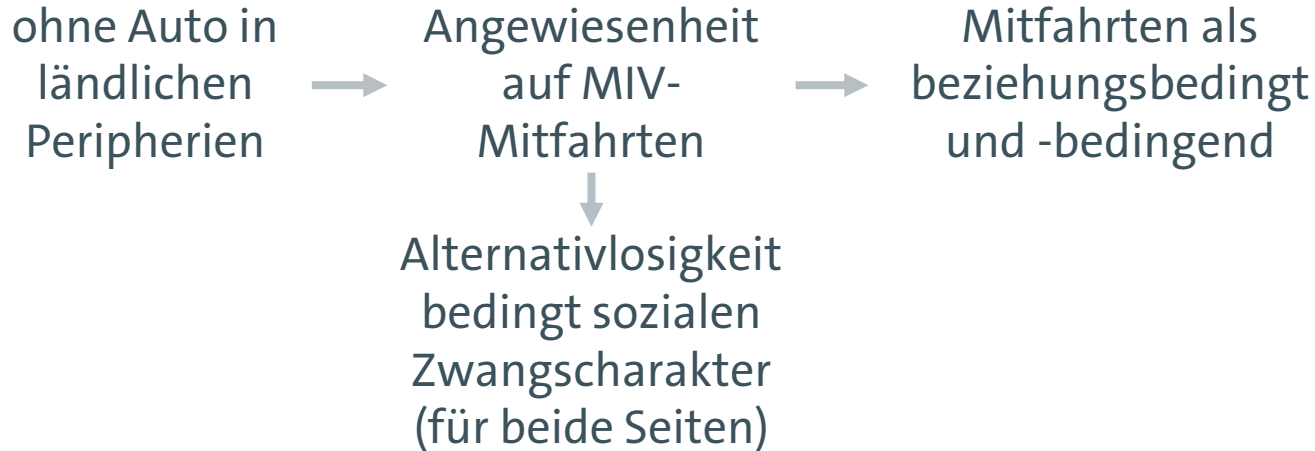 ohne Auto in
ländlichen
Peripherien
Angewiesenheit
auf MIV-
Mitfahrten
Mitfahrten als
beziehungsbedingt
und -bedingend
Alternativlosigkeit
bedingt sozialen
Zwangscharakter
(für beide Seiten)